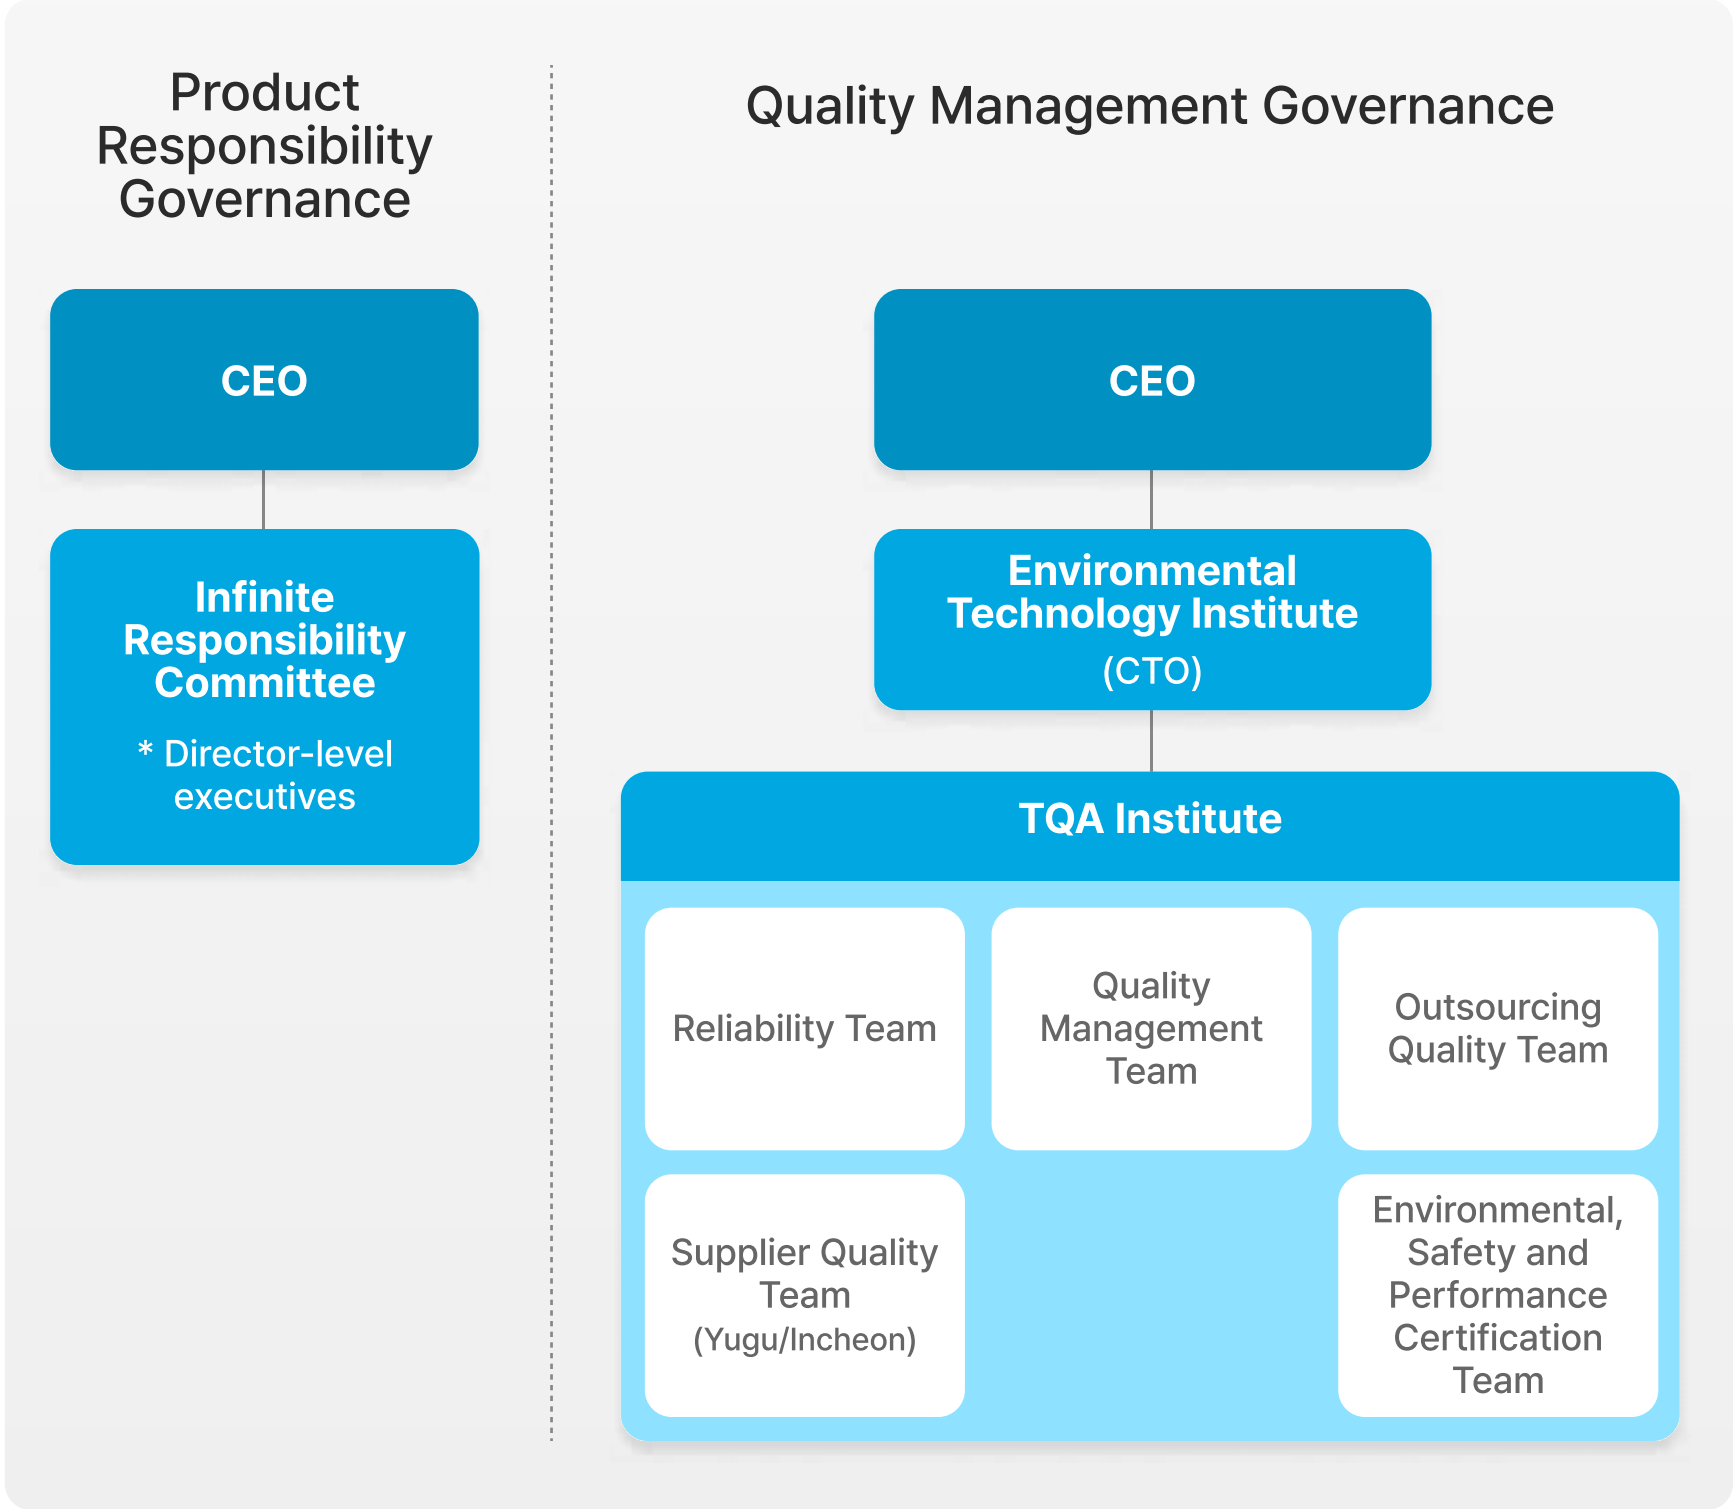 Product
Responsibility
Governance
CEO
Infinite
Responsibility
Committee
* Director-level
executives
Quality Management Governance
CEO
Environmental
Technology Institute
(CTO)
TQA Institute
Reliability Team
Quality
Management
Team
Outsourcing
Quality Team
Supplier Quality
Team
(Yugu/Incheon)
Environmental,
Safety and
Performance
Certification
Team